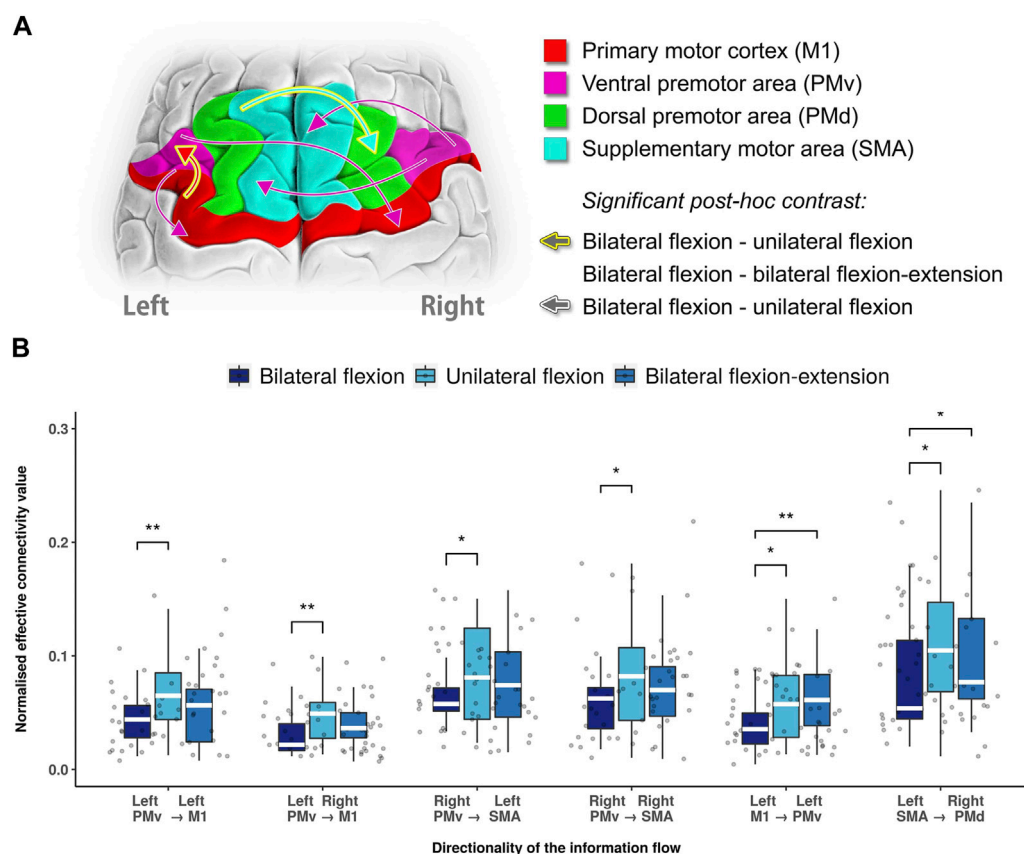 A
Primary motor cortex (M1)
Ventral premotor area (PMv)
Dorsal premotor area (PMd)
Supplementary motor area (SMA)
Significant post-hoc contrast:
Bilateral flexion - unilateral flexion
Bilateral flexion - bilateral flexion-extension
Bilateral flexion - unilateral flexion
Left
Right
B
Bilateral flexion
Unilateral flexion
Bilateral flexion-extension
Normalised effective connectivity value
0.3
0.2
0.1
0.0
**
**
*
*
*
**
*
*
Left Left
PMv → M1
Left Right
PMv → M1
Right Left
PMv → SMA
Right Right
PMv → SMA
Left Left
M1 → PMv
Left Right
SMA → PMd
Directionality of the information flow